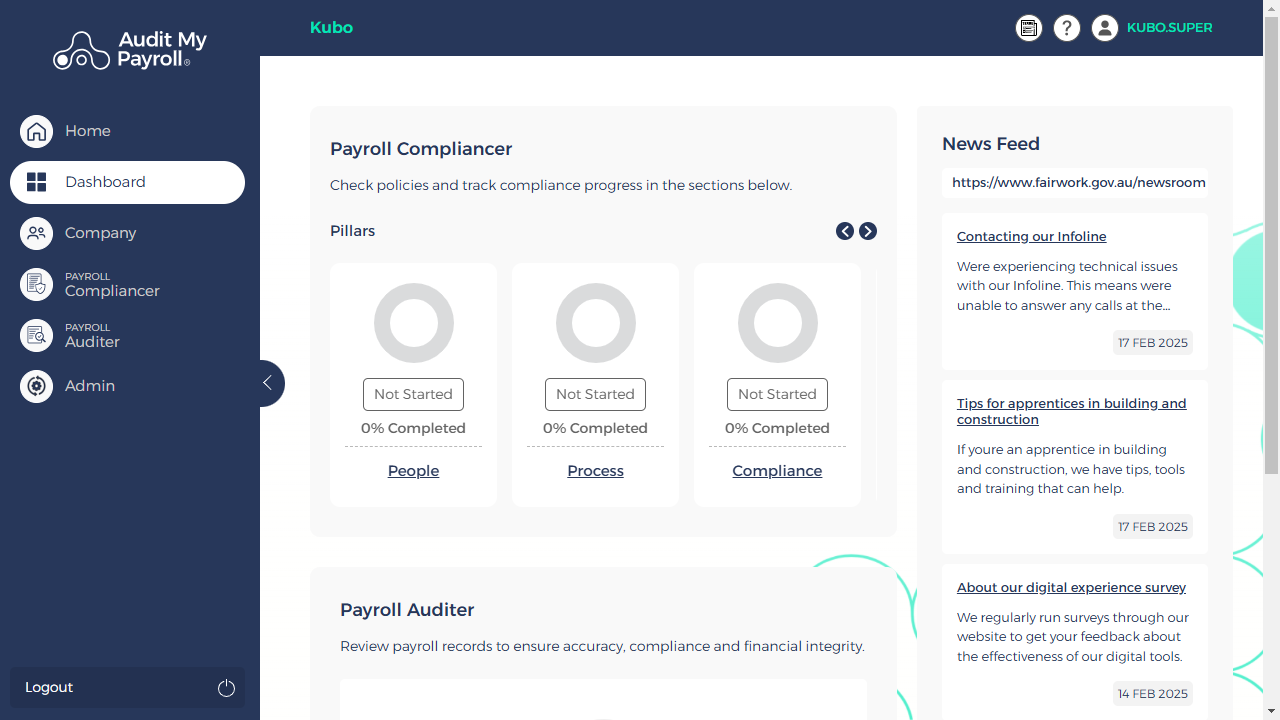 Audit My
Payroll®
Home
Dashboard
Company
PAYROLL
Compliancer
PAYROLL
Auditer
Admin
Logout
Kubo
?
KUBO.SUPER
Payroll Compliancer
Check policies and track compliance progress in the sections below.
Pillars
Not Started
0% Completed
People
Not Started
0% Completed
Process
Not Started
0% Completed
Compliance
Payroll Auditer
Review payroll records to ensure accuracy, compliance and financial integrity.
News Feed
https://www.fairwork.gov.au/newsroom
Contacting our Infoline
Were experiencing technical issues
with our Infoline. This means were
unable to answer any calls at the...
17 FEB 2025
Tips for apprentices in building and
construction
If youre an apprentice in building
and construction, we have tips, tools
and training that can help.
17 FEB 2025
About our digital experience survey
We regularly run surveys through our
website to get your feedback about
the effectiveness of our digital tools.
14 FEB 2025